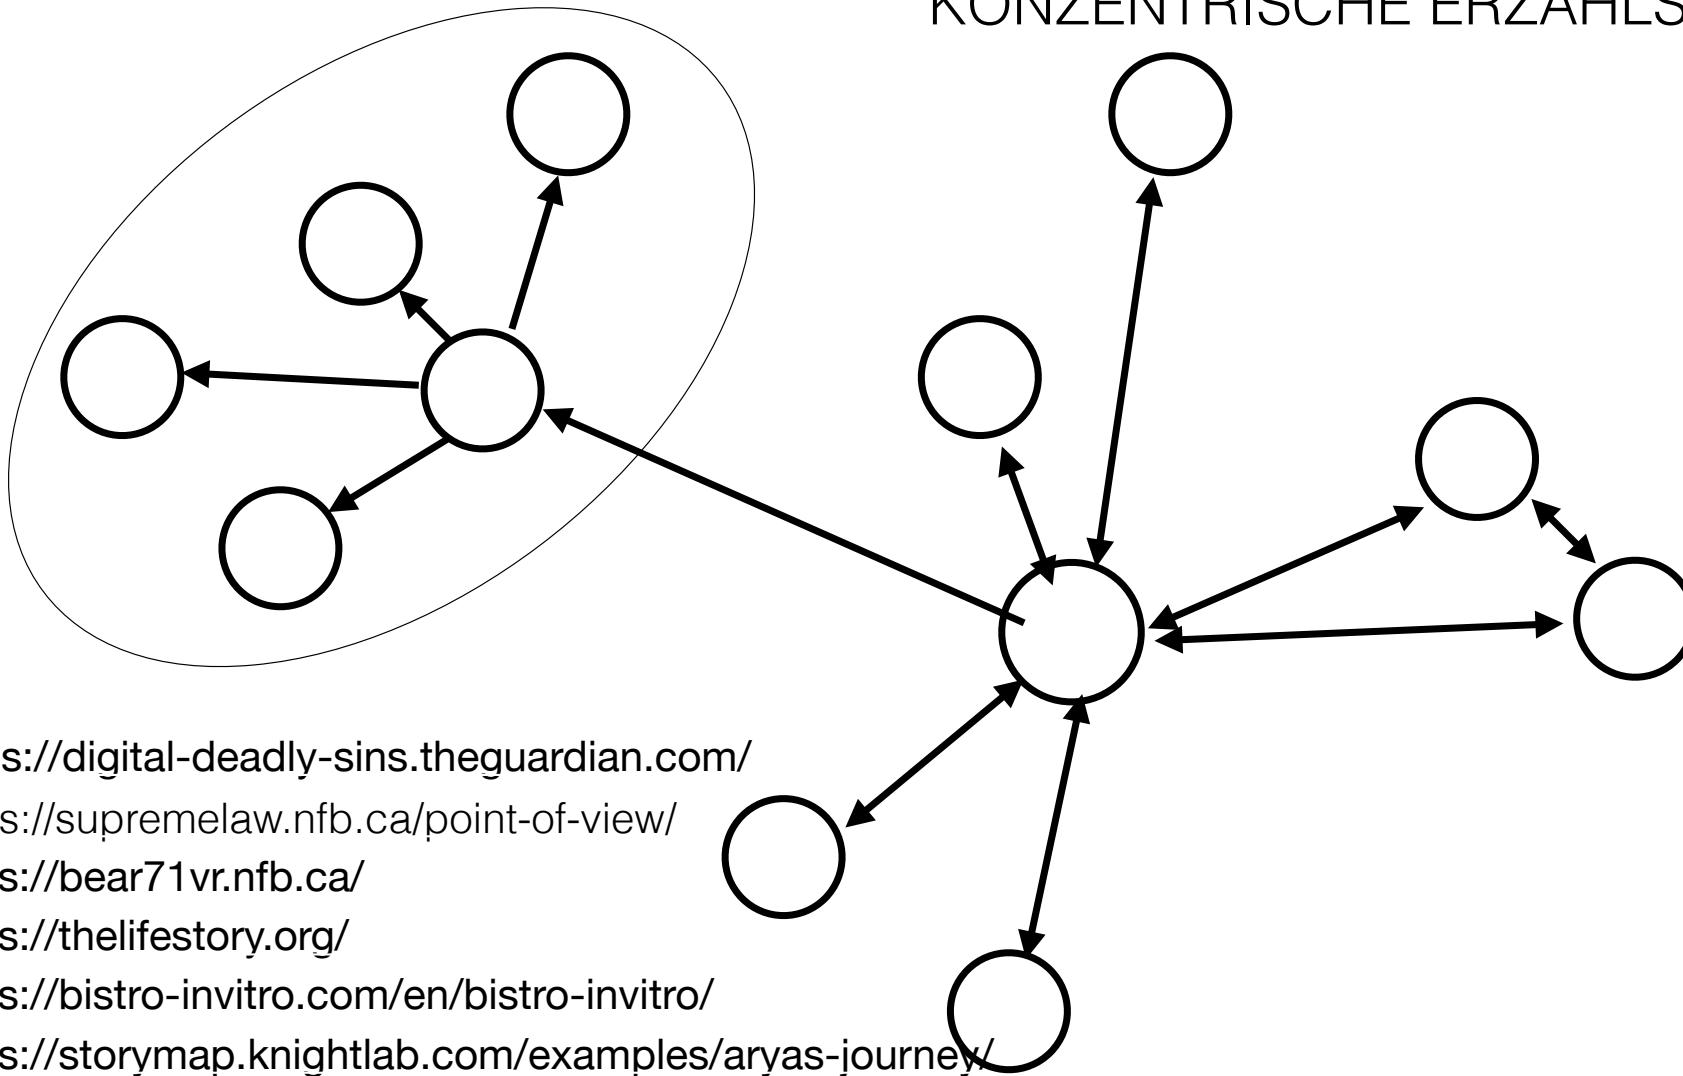 KONZENTRISCHE ERZÄHLS
s://digital-deadly-sins.theguardian.com/
s://supremelaw.nfb.ca/point-of-view/
s://bear71vr.nfb.ca/
s://thelifestory.org/
s://bistro-invitro.com/en/bistro-invitro/
s://storymap.knightlab.com/examples/aryas-journey/